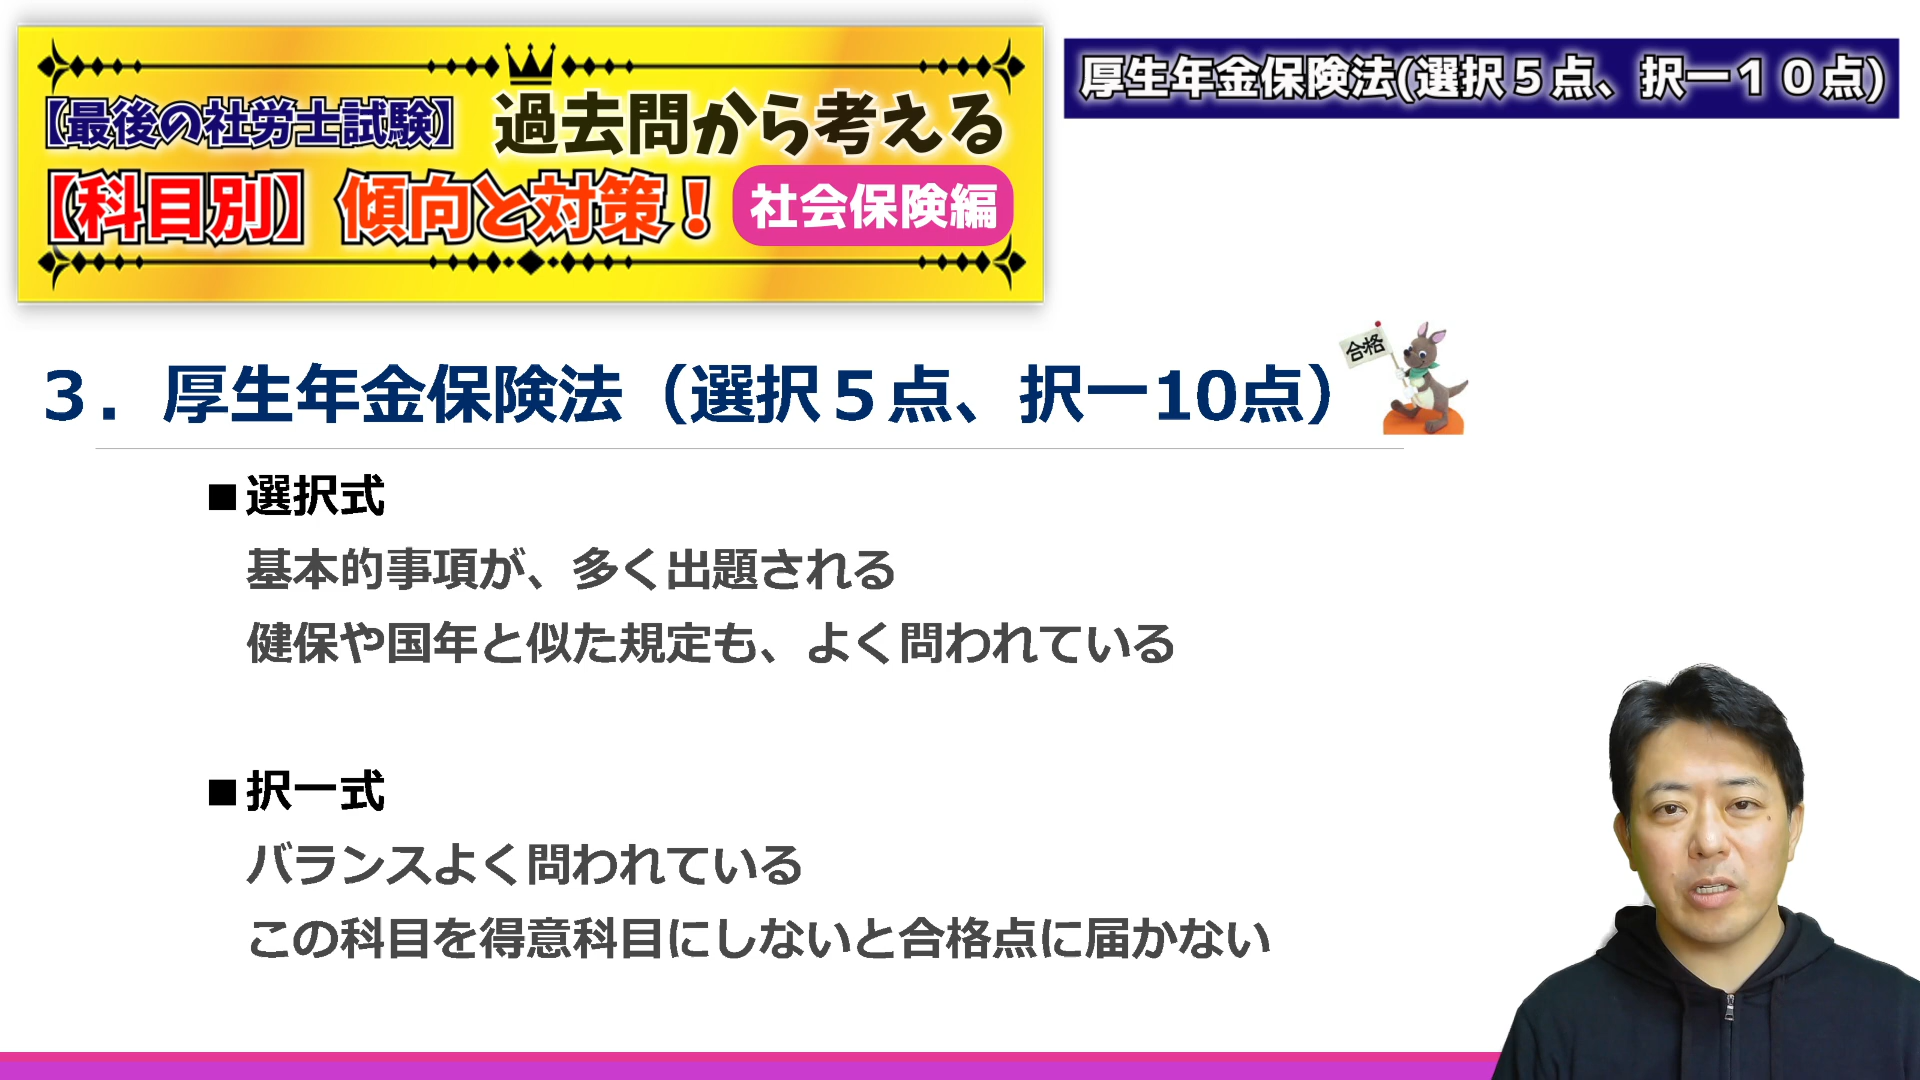 【最後の社労士試験】 過去問から考える
【科目別】 傾向と対策！ 社会保険編
厚生年金保険法(選択５点、択一１０点)
３．厚生年金保険法（選択５点、択一10点）
合格
■選択式
基本的事項が、多く出題される
健保や国年と似た規定も、よく問われている
■択一式
バランスよく問われている
この科目を得意科目にしないと合格点に届かない